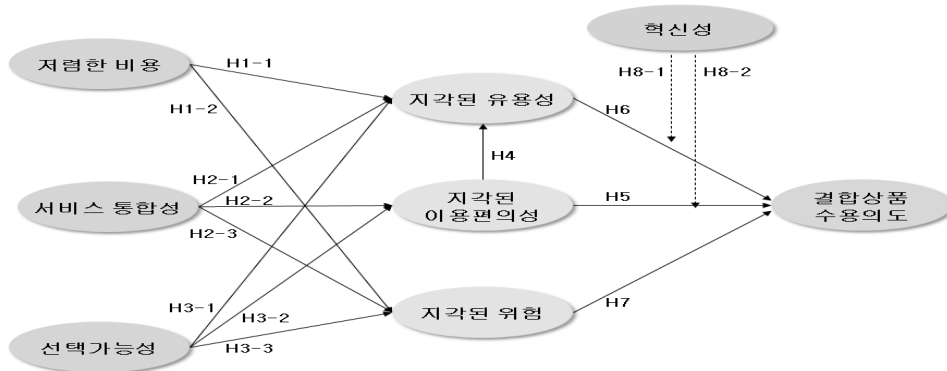 혁신성
저렴한 비용
H1-1
H8-1
H8-2
지각된 유용성
H1-2
H6
H4
H2-1
지각된
이용편의성
서비스 통합성
H2-2
H5
결합상품
수용의도
H2-3
H3-1
H3-2
지각된 위험
H7
선택가능성
H3-3